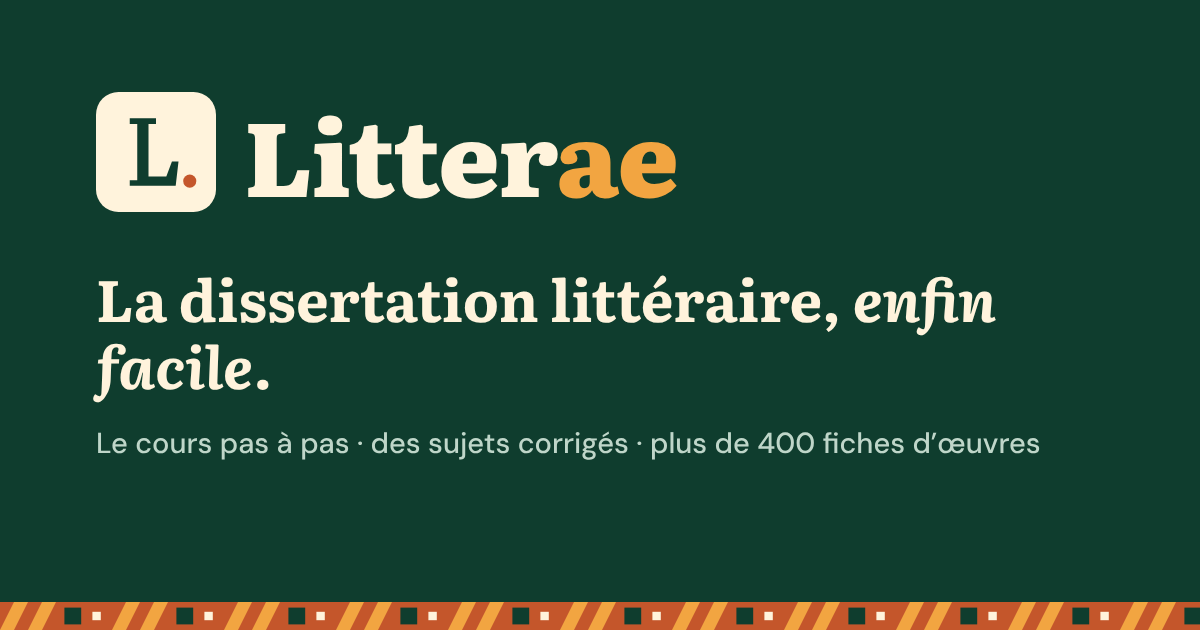 L.
Litterae
La dissertation littéraire, enfin
facile.
Le cours pas à pas · des sujets corrigés · plus de 400 fiches d’œuvres